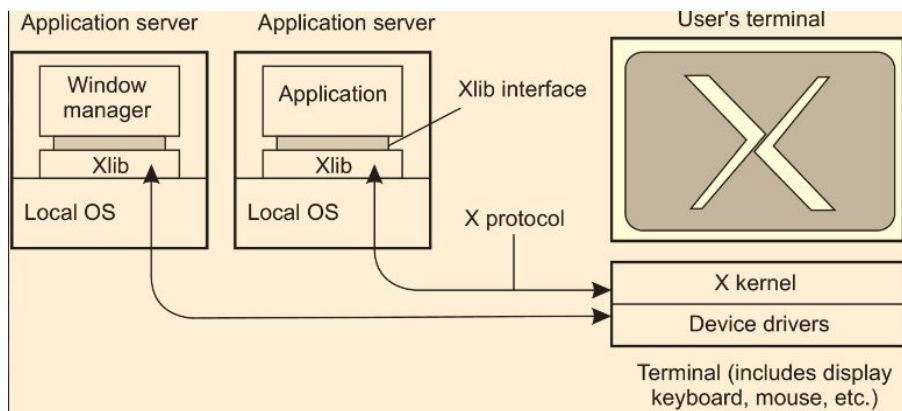 Application server
Application server
User's terminal
Window
manager
Application
Xlib interface
Xlib
Xlib
Local OS
Local OS
X protocol
X kernel
Device drivers
Terminal (includes display
keyboard, mouse, etc.)